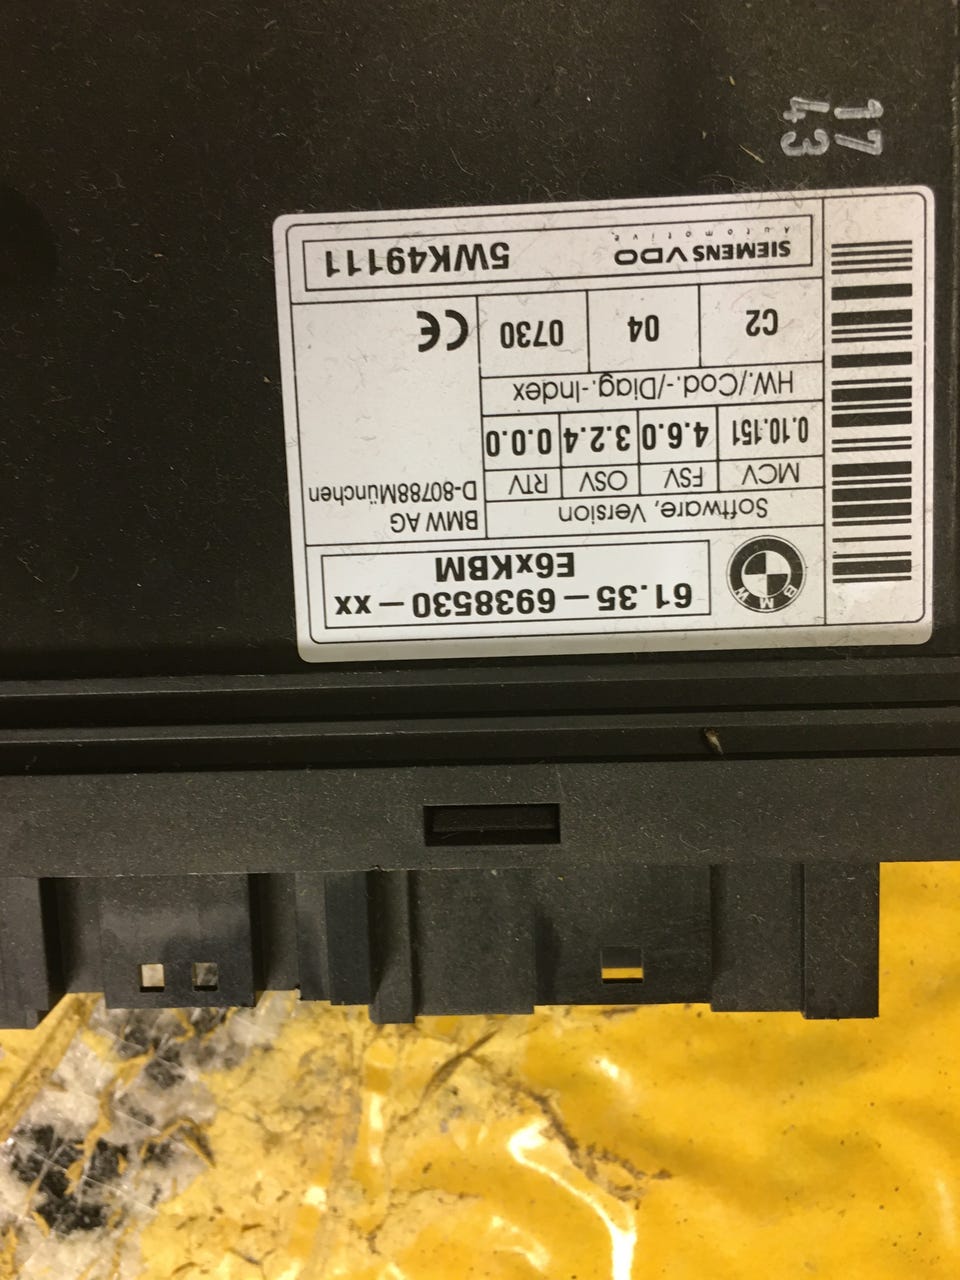 61.35 – 6938530 – xx
E6xKBM
BMW
Software, Version
MCV FSV OSV RTV
0.10.151 4.6.0 3.2.4 0.0.0
BMW AG
D-80788München
HW./Cod.-/Diag.-Index
C2 04 0730
CE
SIEMENS VDO
Automotive
5WK49111
43
17